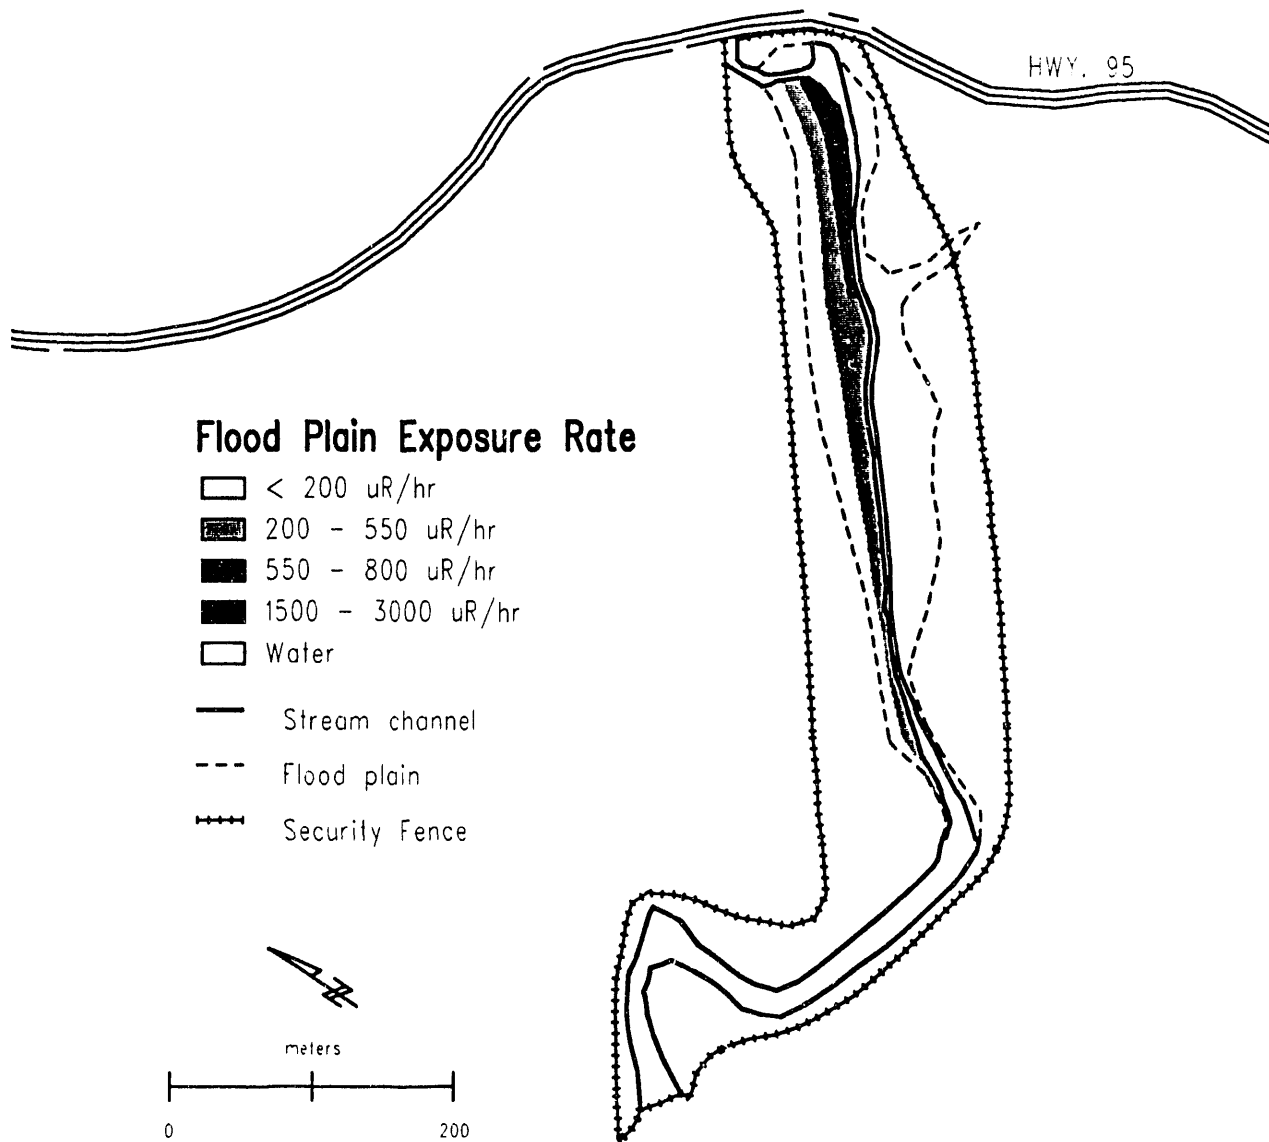 HWY. 95
Flood Plain Exposure Rate
< 200 uR/hr
200 - 550 uR/hr
550 - 800 uR/hr
1500 - 3000 uR/hr
Water
Stream channel
Flood plain
Security Fence
N
meters
0 200